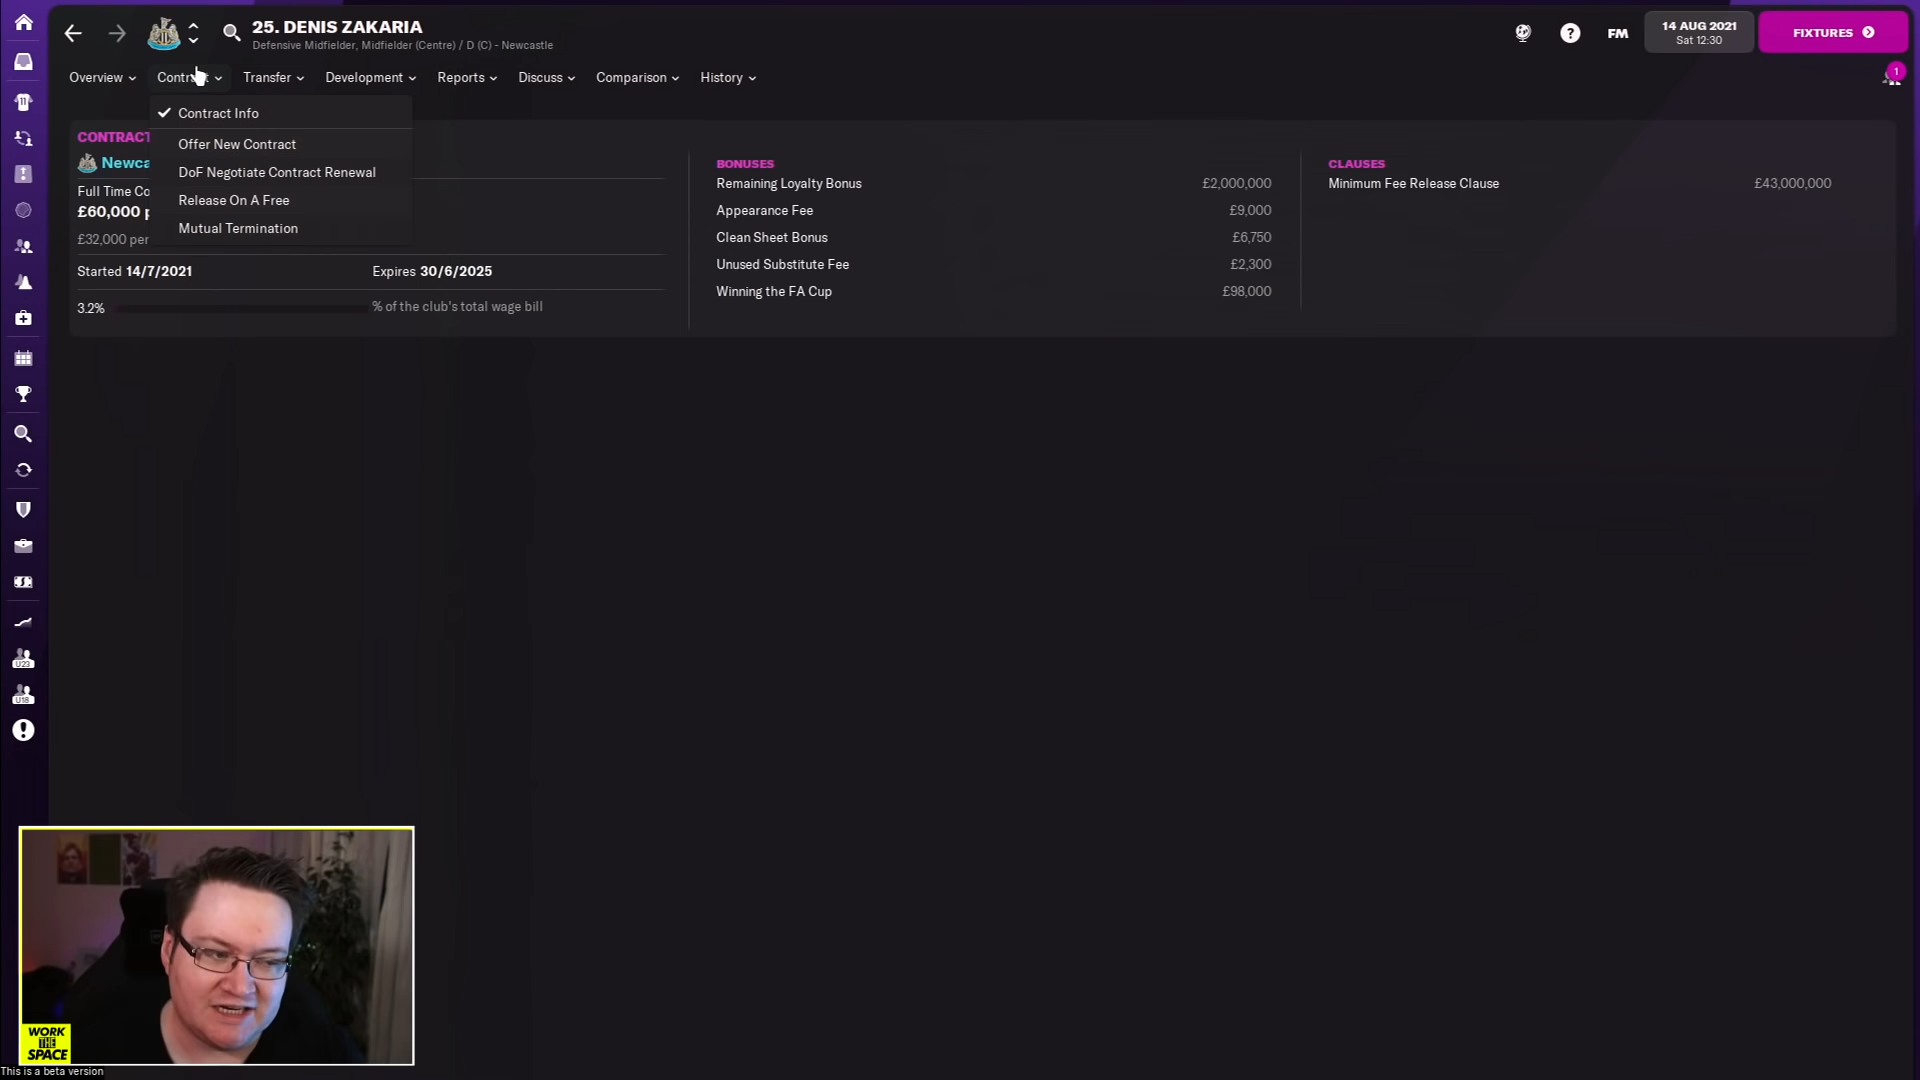 25. DENIS ZAKARIA
Defensive Midfielder, Midfielder (Centre) / D (C) - Newcastle
14 AUG 2021
Sat 12:30
FIXTURES
FM
1
Overview
Transfer
Development
Reports
Discuss
Comparison
History
Contract Info
Offer New Contract
DoF Negotiate Contract Renewal
Release On A Free
Mutual Termination
CONTRACT
Newca
Full Time Co
£60,000 p
£32,000 per
Started 14/7/2021
Expires 30/6/2025
3.2%
% of the club's total wage bill
BONUSES
Remaining Loyalty Bonus £2,000,000
Appearance Fee £9,000
Clean Sheet Bonus £6,750
Unused Substitute Fee £2,300
Winning the FA Cup £98,000
CLAUSES
Minimum Fee Release Clause £43,000,000
11
U23
U18
WORK
THE
SPACE
This is a beta version